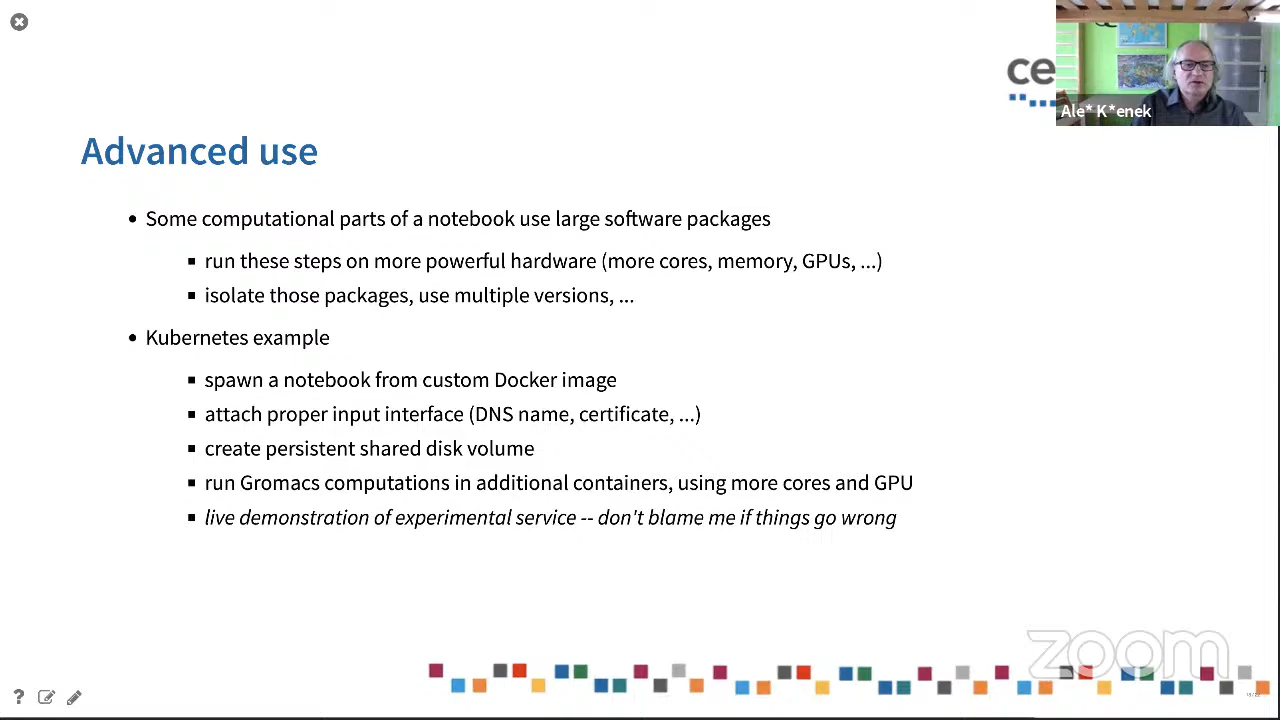 ce
Ale* K*enek
Advanced use
• Some computational parts of a notebook use large software packages
▪ run these steps on more powerful hardware (more cores, memory, GPUs, ...)
▪ isolate those packages, use multiple versions, ...
• Kubernetes example
▪ spawn a notebook from custom Docker image
▪ attach proper input interface (DNS name, certificate, ...)
▪ create persistent shared disk volume
▪ run Gromacs computations in additional containers, using more cores and GPU
▪ live demonstration of experimental service -- don't blame me if things go wrong
zoom
?